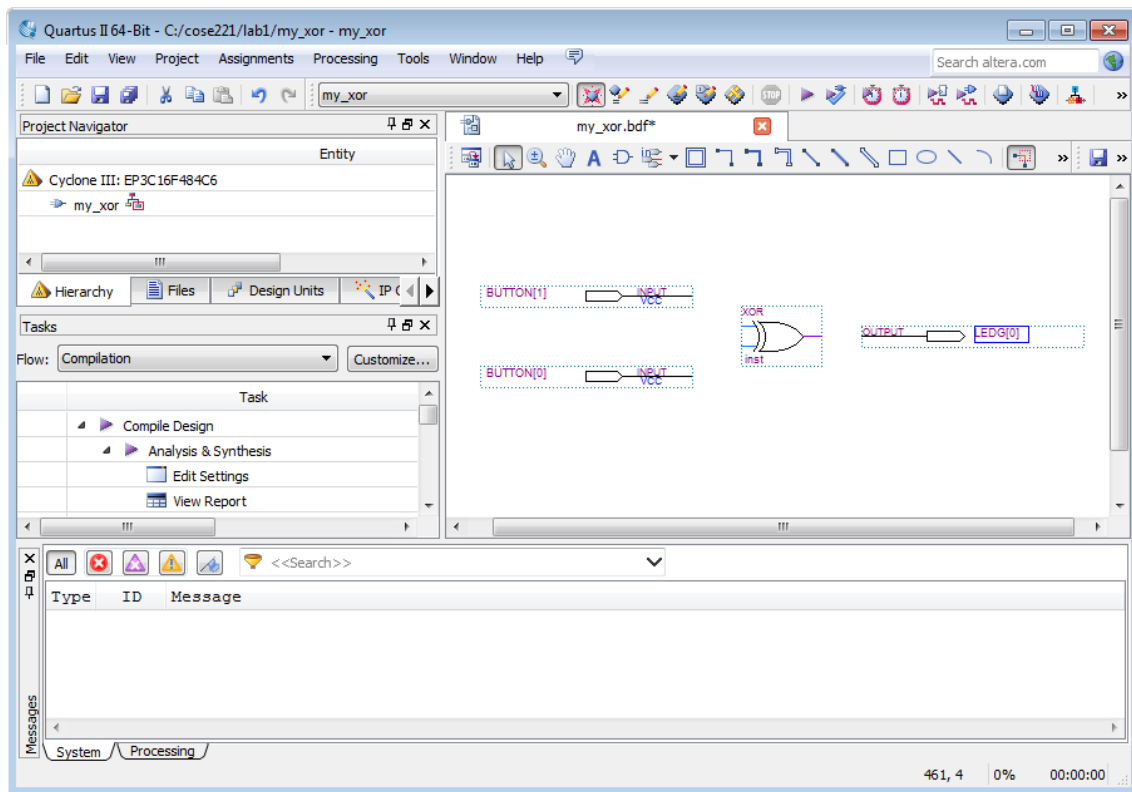 Quartus II 64-Bit - C:/cose221/lab1/my_xor - my_xor
File Edit View Project Assignments Processing Tools Window Help
Search altera.com
my_xor
STOP
Project Navigator
Entity
Cyclone III: EP3C16F484C6
my_xor
Hierarchy Files Design Units IP
Tasks
Flow: Compilation Customize...
Task
Compile Design
Analysis & Synthesis
Edit Settings
View Report
my_xor.bdf*
A
BUTTON[1] INPUT
VCC
XOR
inst
OUTPUT LEDG[0]
BUTTON[0] INPUT
VCC
All <<Search>>
Type ID Message
Messages
System Processing
461, 4 0% 00:00:00